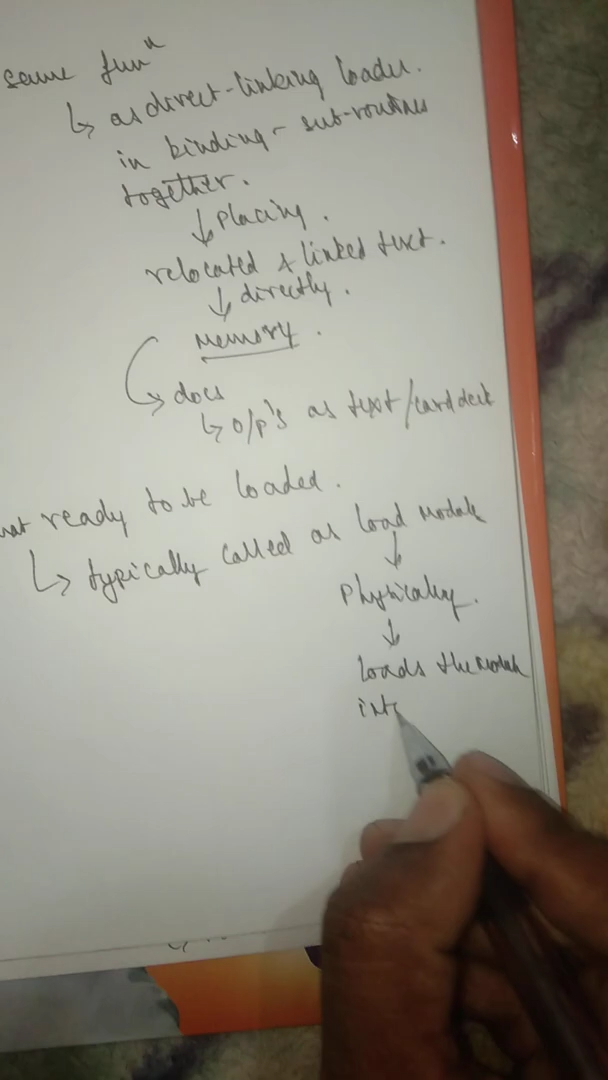 same funⁿ
↳ as direct-linking loader.
in binding - sub-routines
together.
↓ placing.
relocated & linked text.
↓ directly.
Memory.
↳ does
↳ o/p's as text/card deck
ready to be loaded.
↳ typically called as load module
↓
physically.
↓
loads the module
into